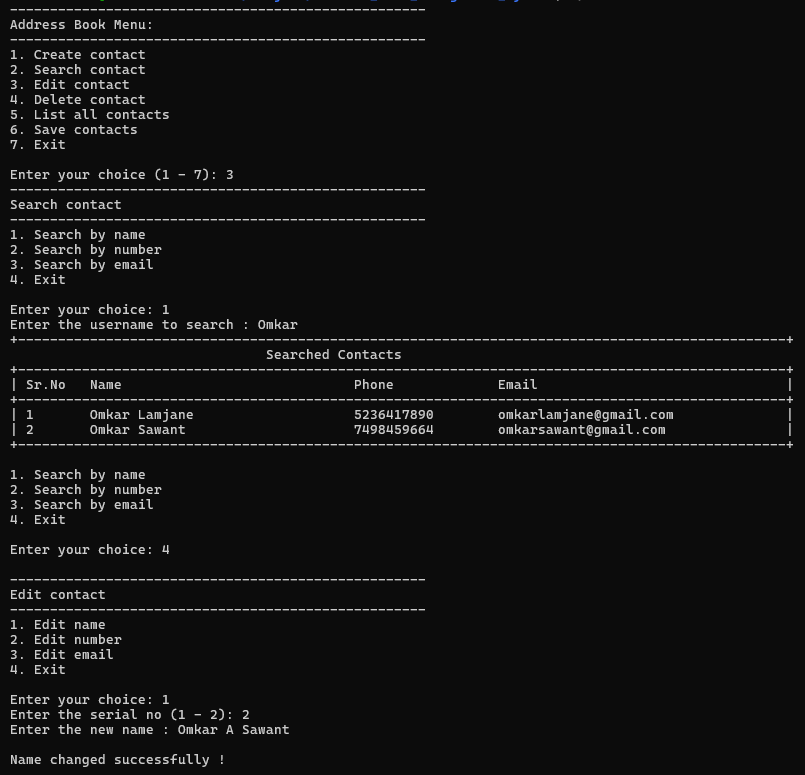 ----------------------------------------------------
Address Book Menu:
----------------------------------------------------
1. Create contact
2. Search contact
3. Edit contact
4. Delete contact
5. List all contacts
6. Save contacts
7. Exit
Enter your choice (1 - 7): 3
----------------------------------------------------
Search contact
----------------------------------------------------
1. Search by name
2. Search by number
3. Search by email
4. Exit
Enter your choice: 1
Enter the username to search : Omkar
+------------------------------------------------------------------------------------------------+
Searched Contacts
+------------------------------------------------------------------------------------------------+
| Sr.No   Name                             Phone             Email                               |
+------------------------------------------------------------------------------------------------+
| 1       Omkar Lamjane                    5236417890        omkarlamjane@gmail.com              |
| 2       Omkar Sawant                     7498459664        omkarsawant@gmail.com               |
+------------------------------------------------------------------------------------------------+
1. Search by name
2. Search by number
3. Search by email
4. Exit
Enter your choice: 4
----------------------------------------------------
Edit contact
----------------------------------------------------
1. Edit name
2. Edit number
3. Edit email
4. Exit
Enter your choice: 1
Enter the serial no (1 - 2): 2
Enter the new name : Omkar A Sawant
Name changed successfully !